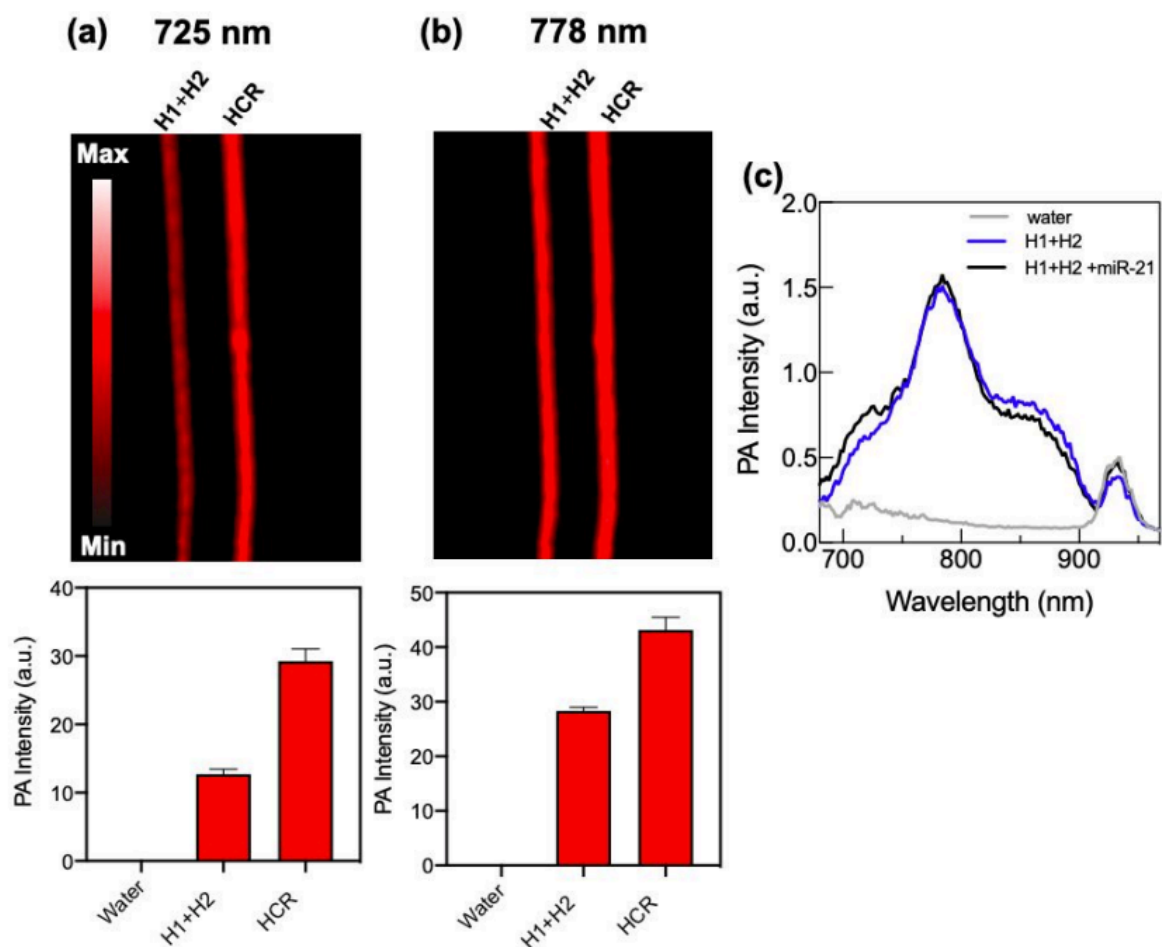 (a) 725 nm
H1+H2
HCR
Max
Min
PA Intensity (a.u.)
40
30
20
10
0
Water
H1+H2
HCR
(b) 778 nm
H1+H2
HCR
PA Intensity (a.u.)
50
40
30
20
10
0
Water
H1+H2
HCR
(c)
PA Intensity (a.u.)
2.0
1.5
1.0
0.5
0.0
water
H1+H2
H1+H2 +miR-21
700 800 900
Wavelength (nm)